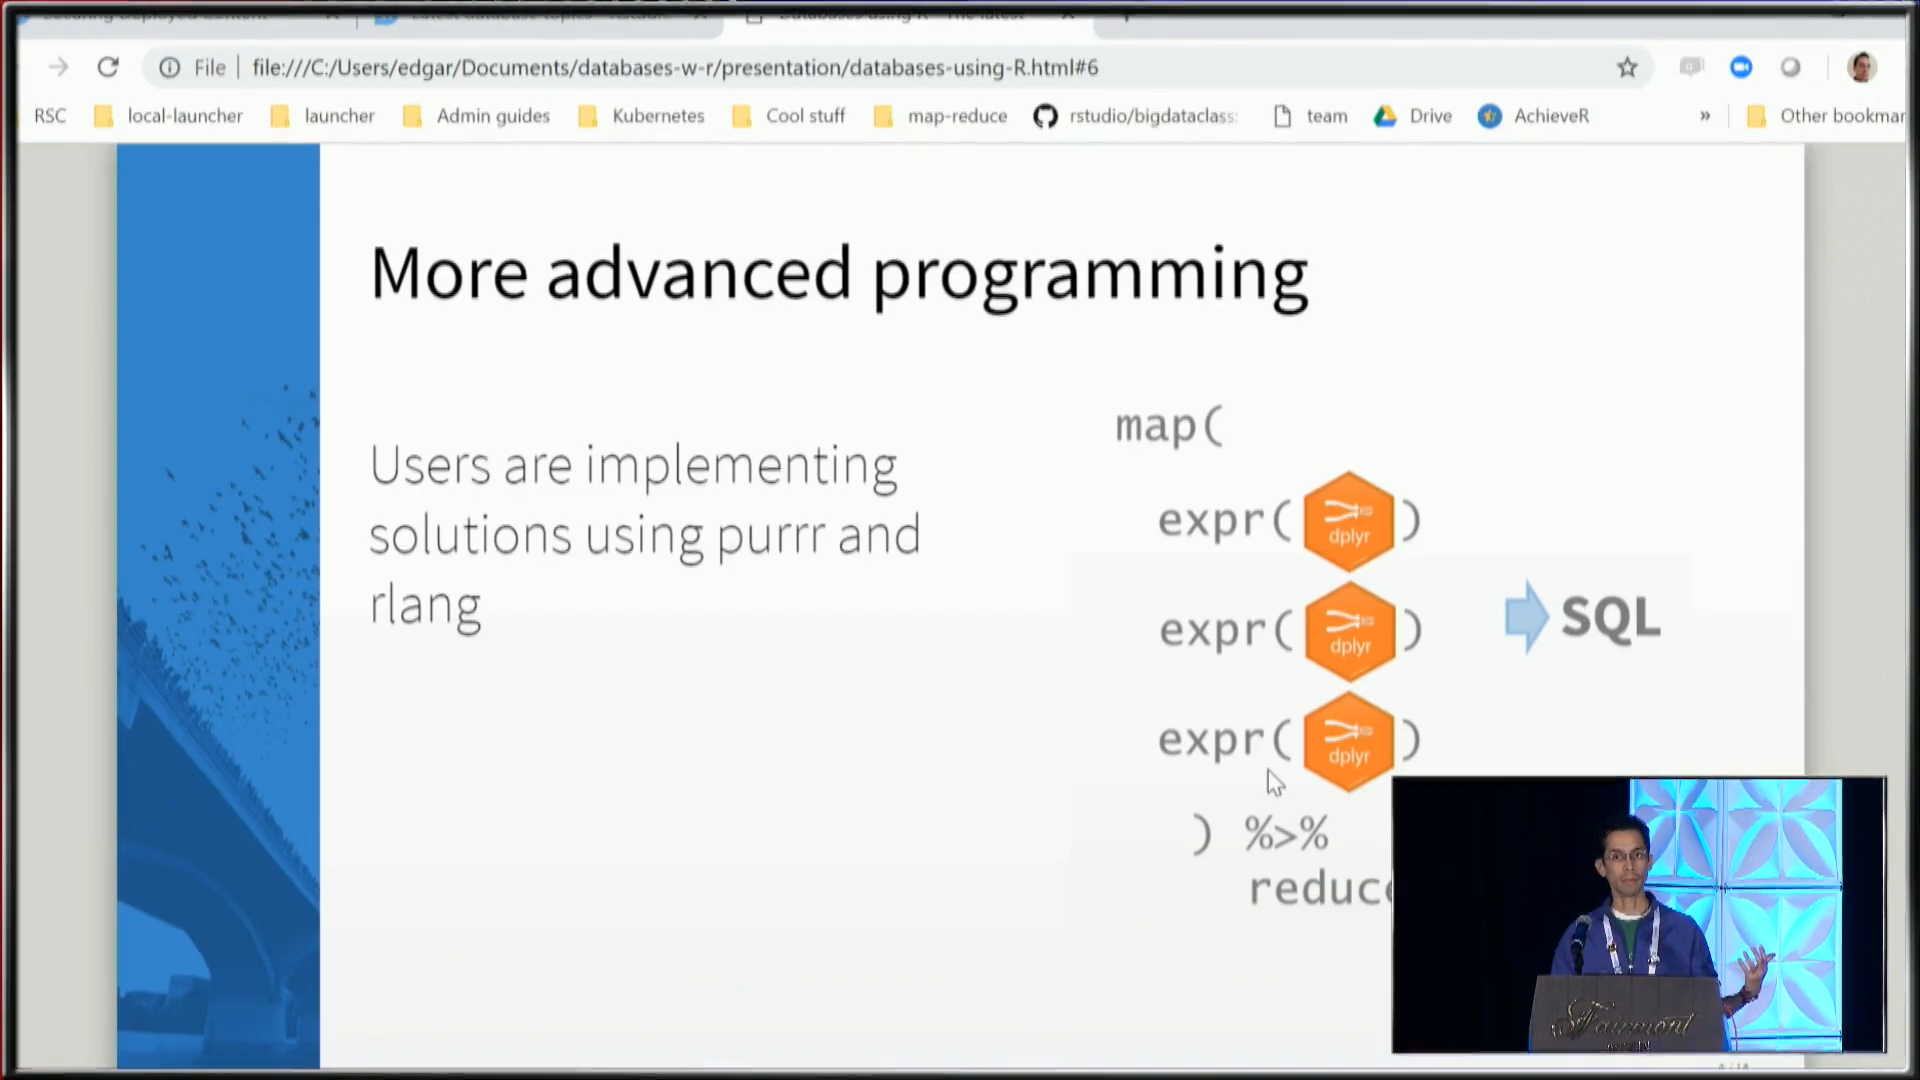 File file:///C:/Users/edgar/Documents/databases-w-r/presentation/databases-using-R.html#6
RSC local-launcher launcher Admin guides Kubernetes Cool stuff map-reduce rstudio/bigdataclass: team Drive AchieveR » Other bookmar
More advanced programming
Users are implementing
solutions using purrr and
rlang
map(
expr( dplyr )
expr( dplyr )
expr( dplyr )
) %>%
reduce
SQL
Fairmont